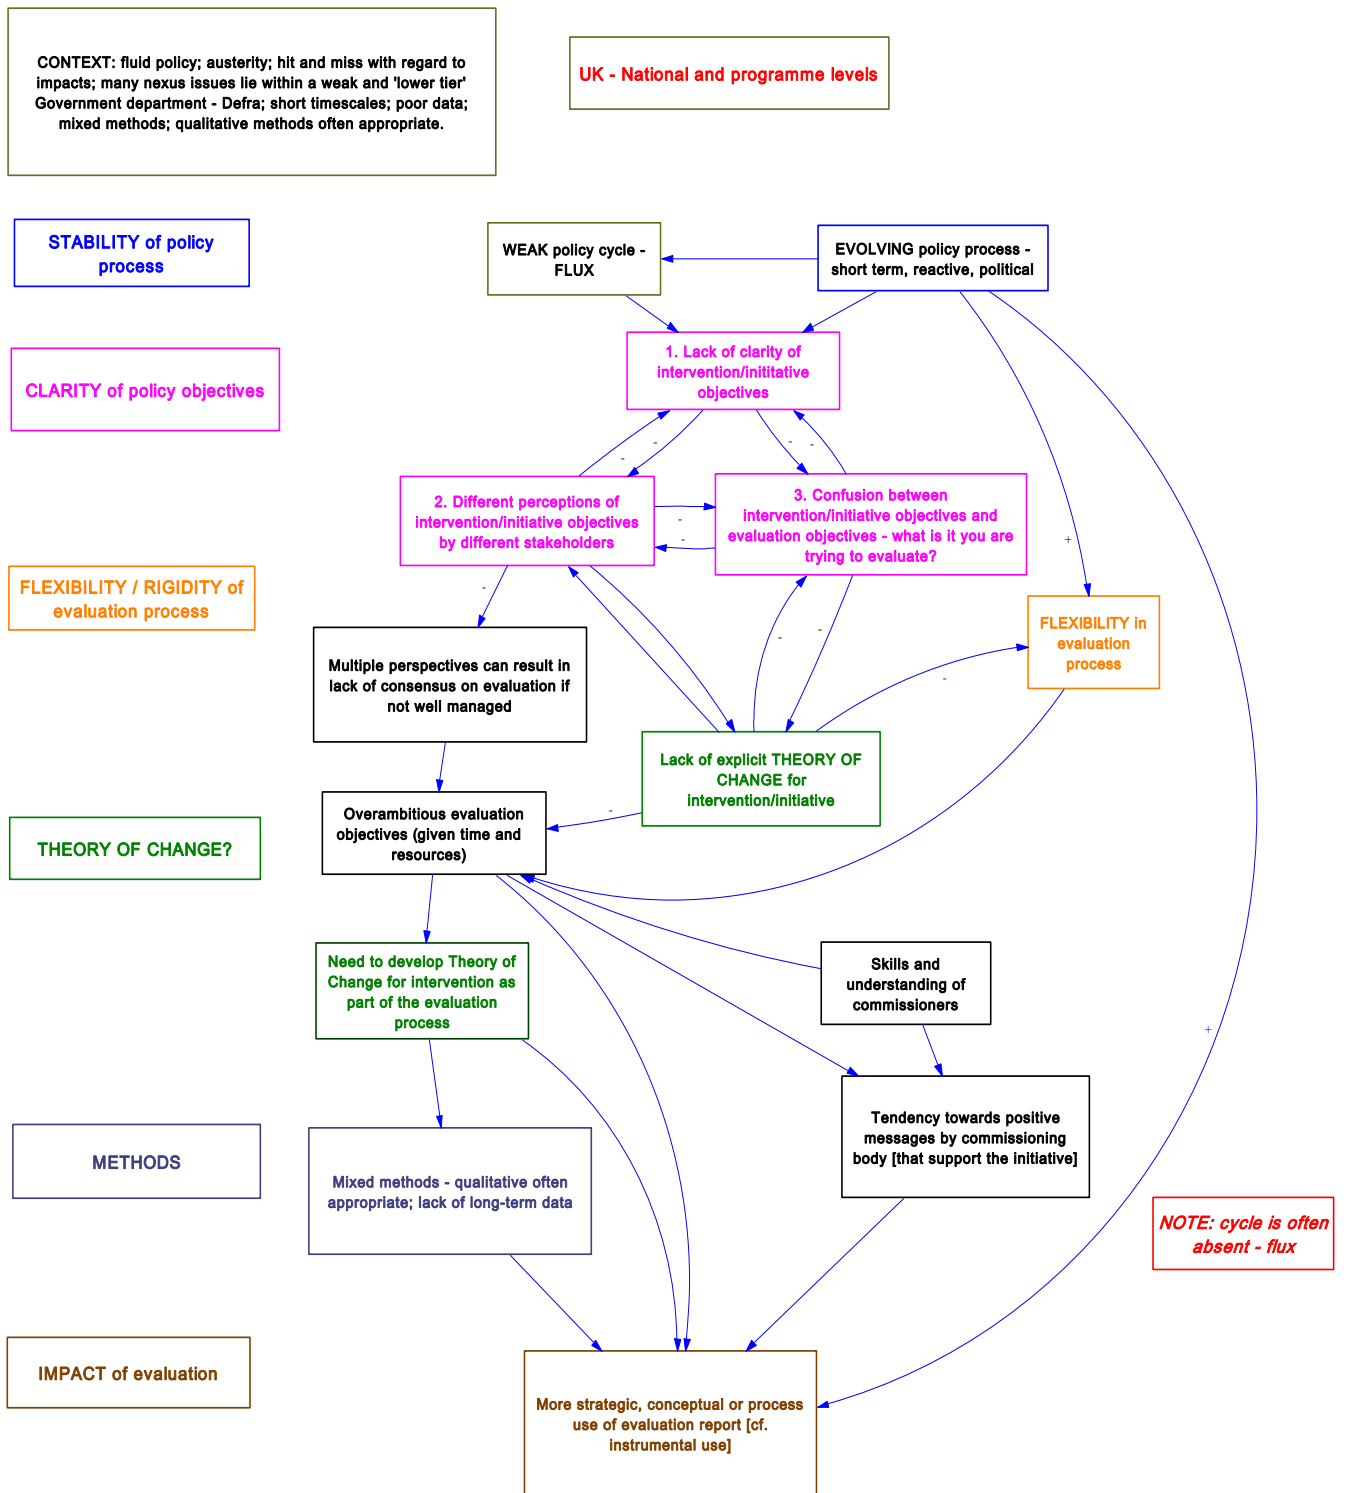 CONTEXT: fluid policy; austerity; hit and miss with regard to
impacts; many nexus issues lie within a weak and 'lower tier'
Government department - Defra; short timescales; poor data;
mixed methods; qualitative methods often appropriate.
UK - National and programme levels
STABILITY of policy
process
WEAK policy cycle -
FLUX
EVOLVING policy process -
short term, reactive, political
CLARITY of policy objectives
1. Lack of clarity of
intervention/inititative
objectives
-
-
-
-
2. Different perceptions of
intervention/initiative objectives
by different stakeholders
-
-
3. Confusion between
intervention/initiative objectives and
evaluation objectives - what is it you are
trying to evaluate?
+
FLEXIBILITY / RIGIDITY of
evaluation process
-
-
-
FLEXIBILITY in
evaluation
process
Multiple perspectives can result in
lack of consensus on evaluation if
not well managed
-
Lack of explicit THEORY OF
CHANGE for
intervention/initiative
-
THEORY OF CHANGE?
Overambitious evaluation
objectives (given time and
resources)
Need to develop Theory of
Change for intervention as
part of the evaluation
process
Skills and
understanding of
commissioners
+
METHODS
Mixed methods - qualitative often
appropriate; lack of long-term data
Tendency towards positive
messages by commissioning
body [that support the initiative]
NOTE: cycle is often
absent - flux
IMPACT of evaluation
More strategic, conceptual or process
use of evaluation report [cf.
instrumental use]